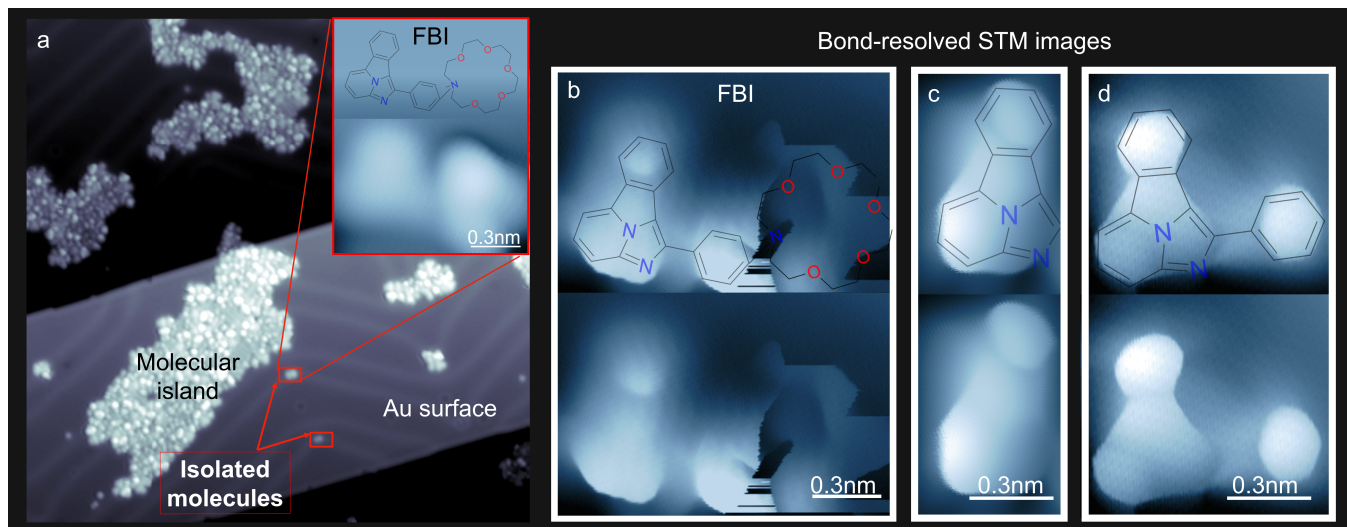 a
FBI
N
N
N
O
O
O
O
O
0.3nm
Molecular
island
Au surface
Isolated
molecules
Bond-resolved STM images
b
FBI
N
N
N
O
O
O
O
O
0.3nm
c
N
N
0.3nm
d
N
N
0.3nm